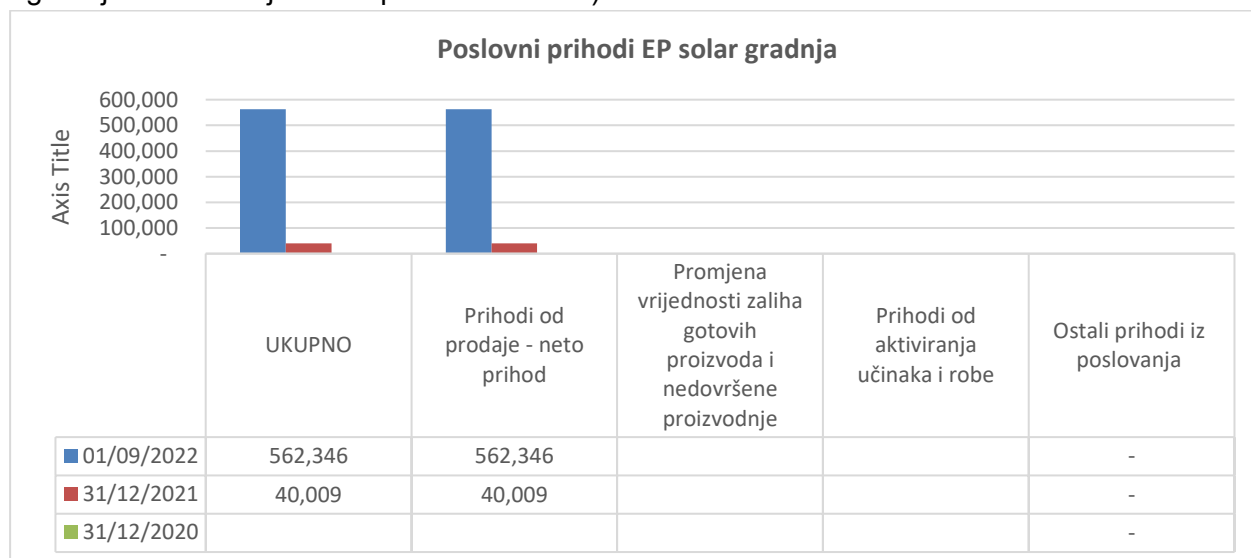 Poslovni prihodi EP solar gradnja
600,000
500,000
400,000
300,000
200,000
100,000
-
Axis Title
UKUPNO
Prihodi od
prodaje - neto
prihod
Promjena
vrijednosti zaliha
gotovih
proizvoda i
nedovršene
proizvodnje
Prihodi od
aktiviranja
učinaka i robe
Ostali prihodi iz
poslovanja
01/09/2022 562,346 562,346 -
31/12/2021 40,009 40,009 -
31/12/2020 -